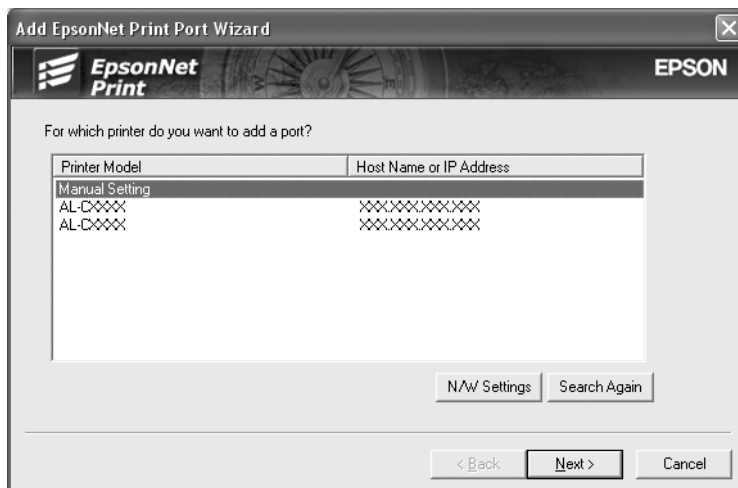 Add EpsonNet Print Port Wizard
EpsonNet
Print
EPSON
For which printer do you want to add a port?
Printer Model Host Name or IP Address
Manual Setting
AL-CXXXX XXX.XXX.XXX.XXX
AL-CXXXX XXX.XXX.XXX.XXX
N/W Settings Search Again
< Back Next > Cancel